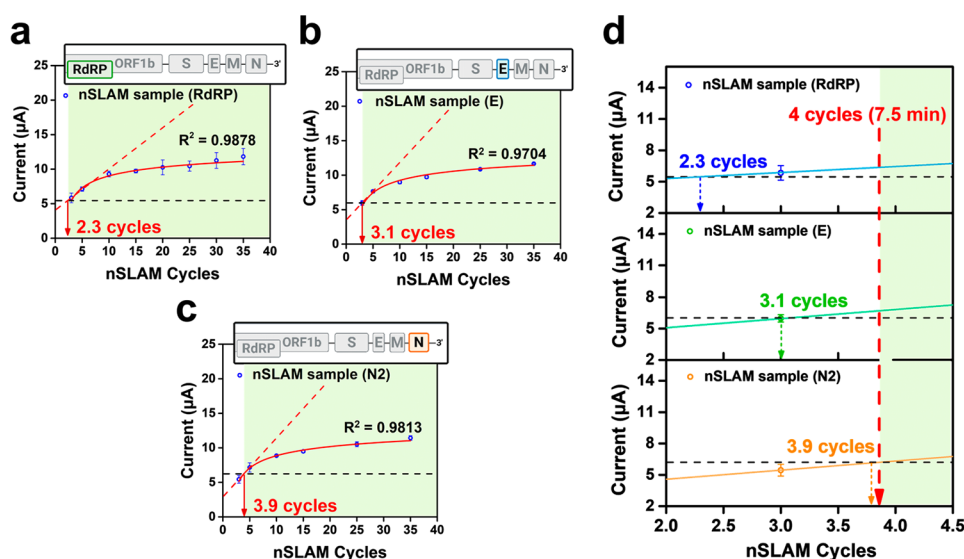 a
RdRP ORF1b S E M N 3'
nSLAM sample (RdRP)
R² = 0.9878
2.3 cycles
Current (µA)
25
20
15
10
5
0
0 5 10 15 20 25 30 35 40
nSLAM Cycles
b
RdRP ORF1b S E M N 3'
nSLAM sample (E)
R² = 0.9704
3.1 cycles
Current (µA)
25
20
15
10
5
0
0 5 10 15 20 25 30 35 40
nSLAM Cycles
c
RdRP ORF1b S E M N 3'
nSLAM sample (N2)
R² = 0.9813
3.9 cycles
Current (µA)
25
20
15
10
5
0
0 5 10 15 20 25 30 35 40
nSLAM Cycles
d
nSLAM sample (RdRP)
4 cycles (7.5 min)
2.3 cycles
Current (µA)
14
11
8
5
2
nSLAM sample (E)
3.1 cycles
Current (µA)
14
11
8
5
2
nSLAM sample (N2)
3.9 cycles
Current (µA)
14
11
8
5
2
2.0 2.5 3.0 3.5 4.0 4.5
nSLAM Cycles